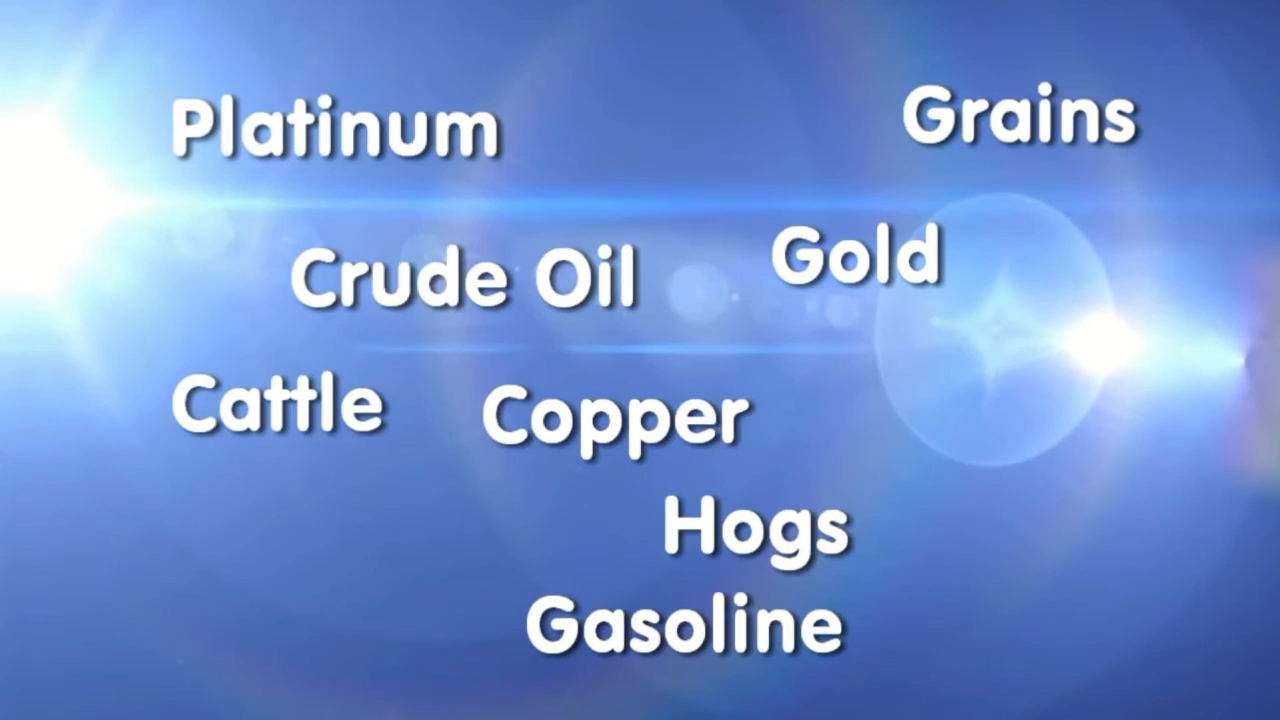 Platinum
Grains
Crude Oil
Gold
Cattle
Copper
Hogs
Gasoline